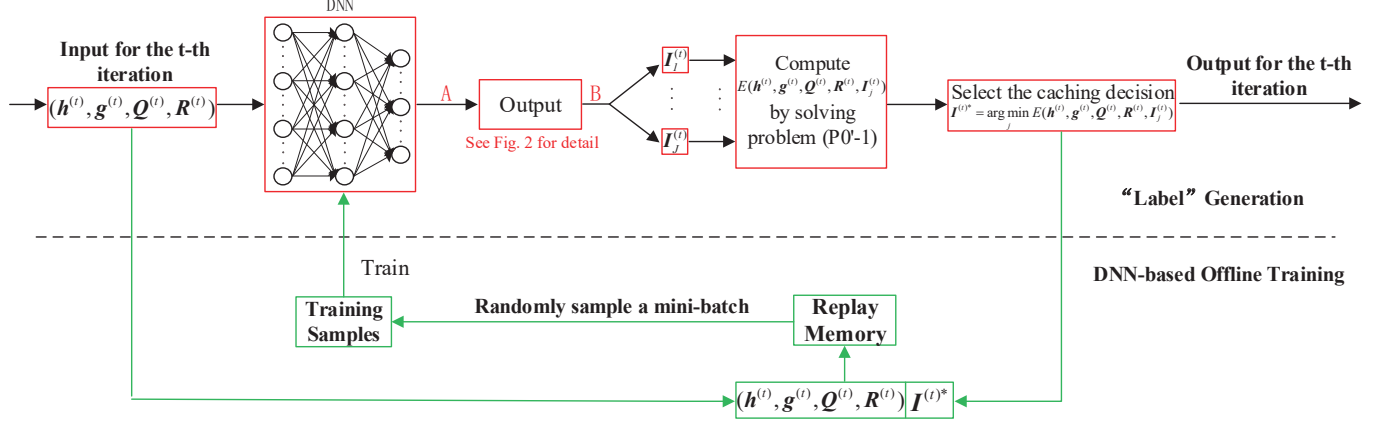 DNN
Input for the t-th
iteration
(h^{(t)}, g^{(t)}, Q^{(t)}, R^{(t)})
A
Output
See Fig. 2 for detail
B
I_1^{(t)}
I_J^{(t)}
Compute
E(h^{(t)}, g^{(t)}, Q^{(t)}, R^{(t)}, I_j^{(t)})
by solving
problem (P0'-1)
Select the caching decision
I^{(t)*} = arg min_j E(h^{(t)}, g^{(t)}, Q^{(t)}, R^{(t)}, I_j^{(t)})
Output for the t-th
iteration
“Label” Generation
DNN-based Offline Training
Train
Training
Samples
Randomly sample a mini-batch
Replay
Memory
(h^{(t)}, g^{(t)}, Q^{(t)}, R^{(t)}) I^{(t)*}